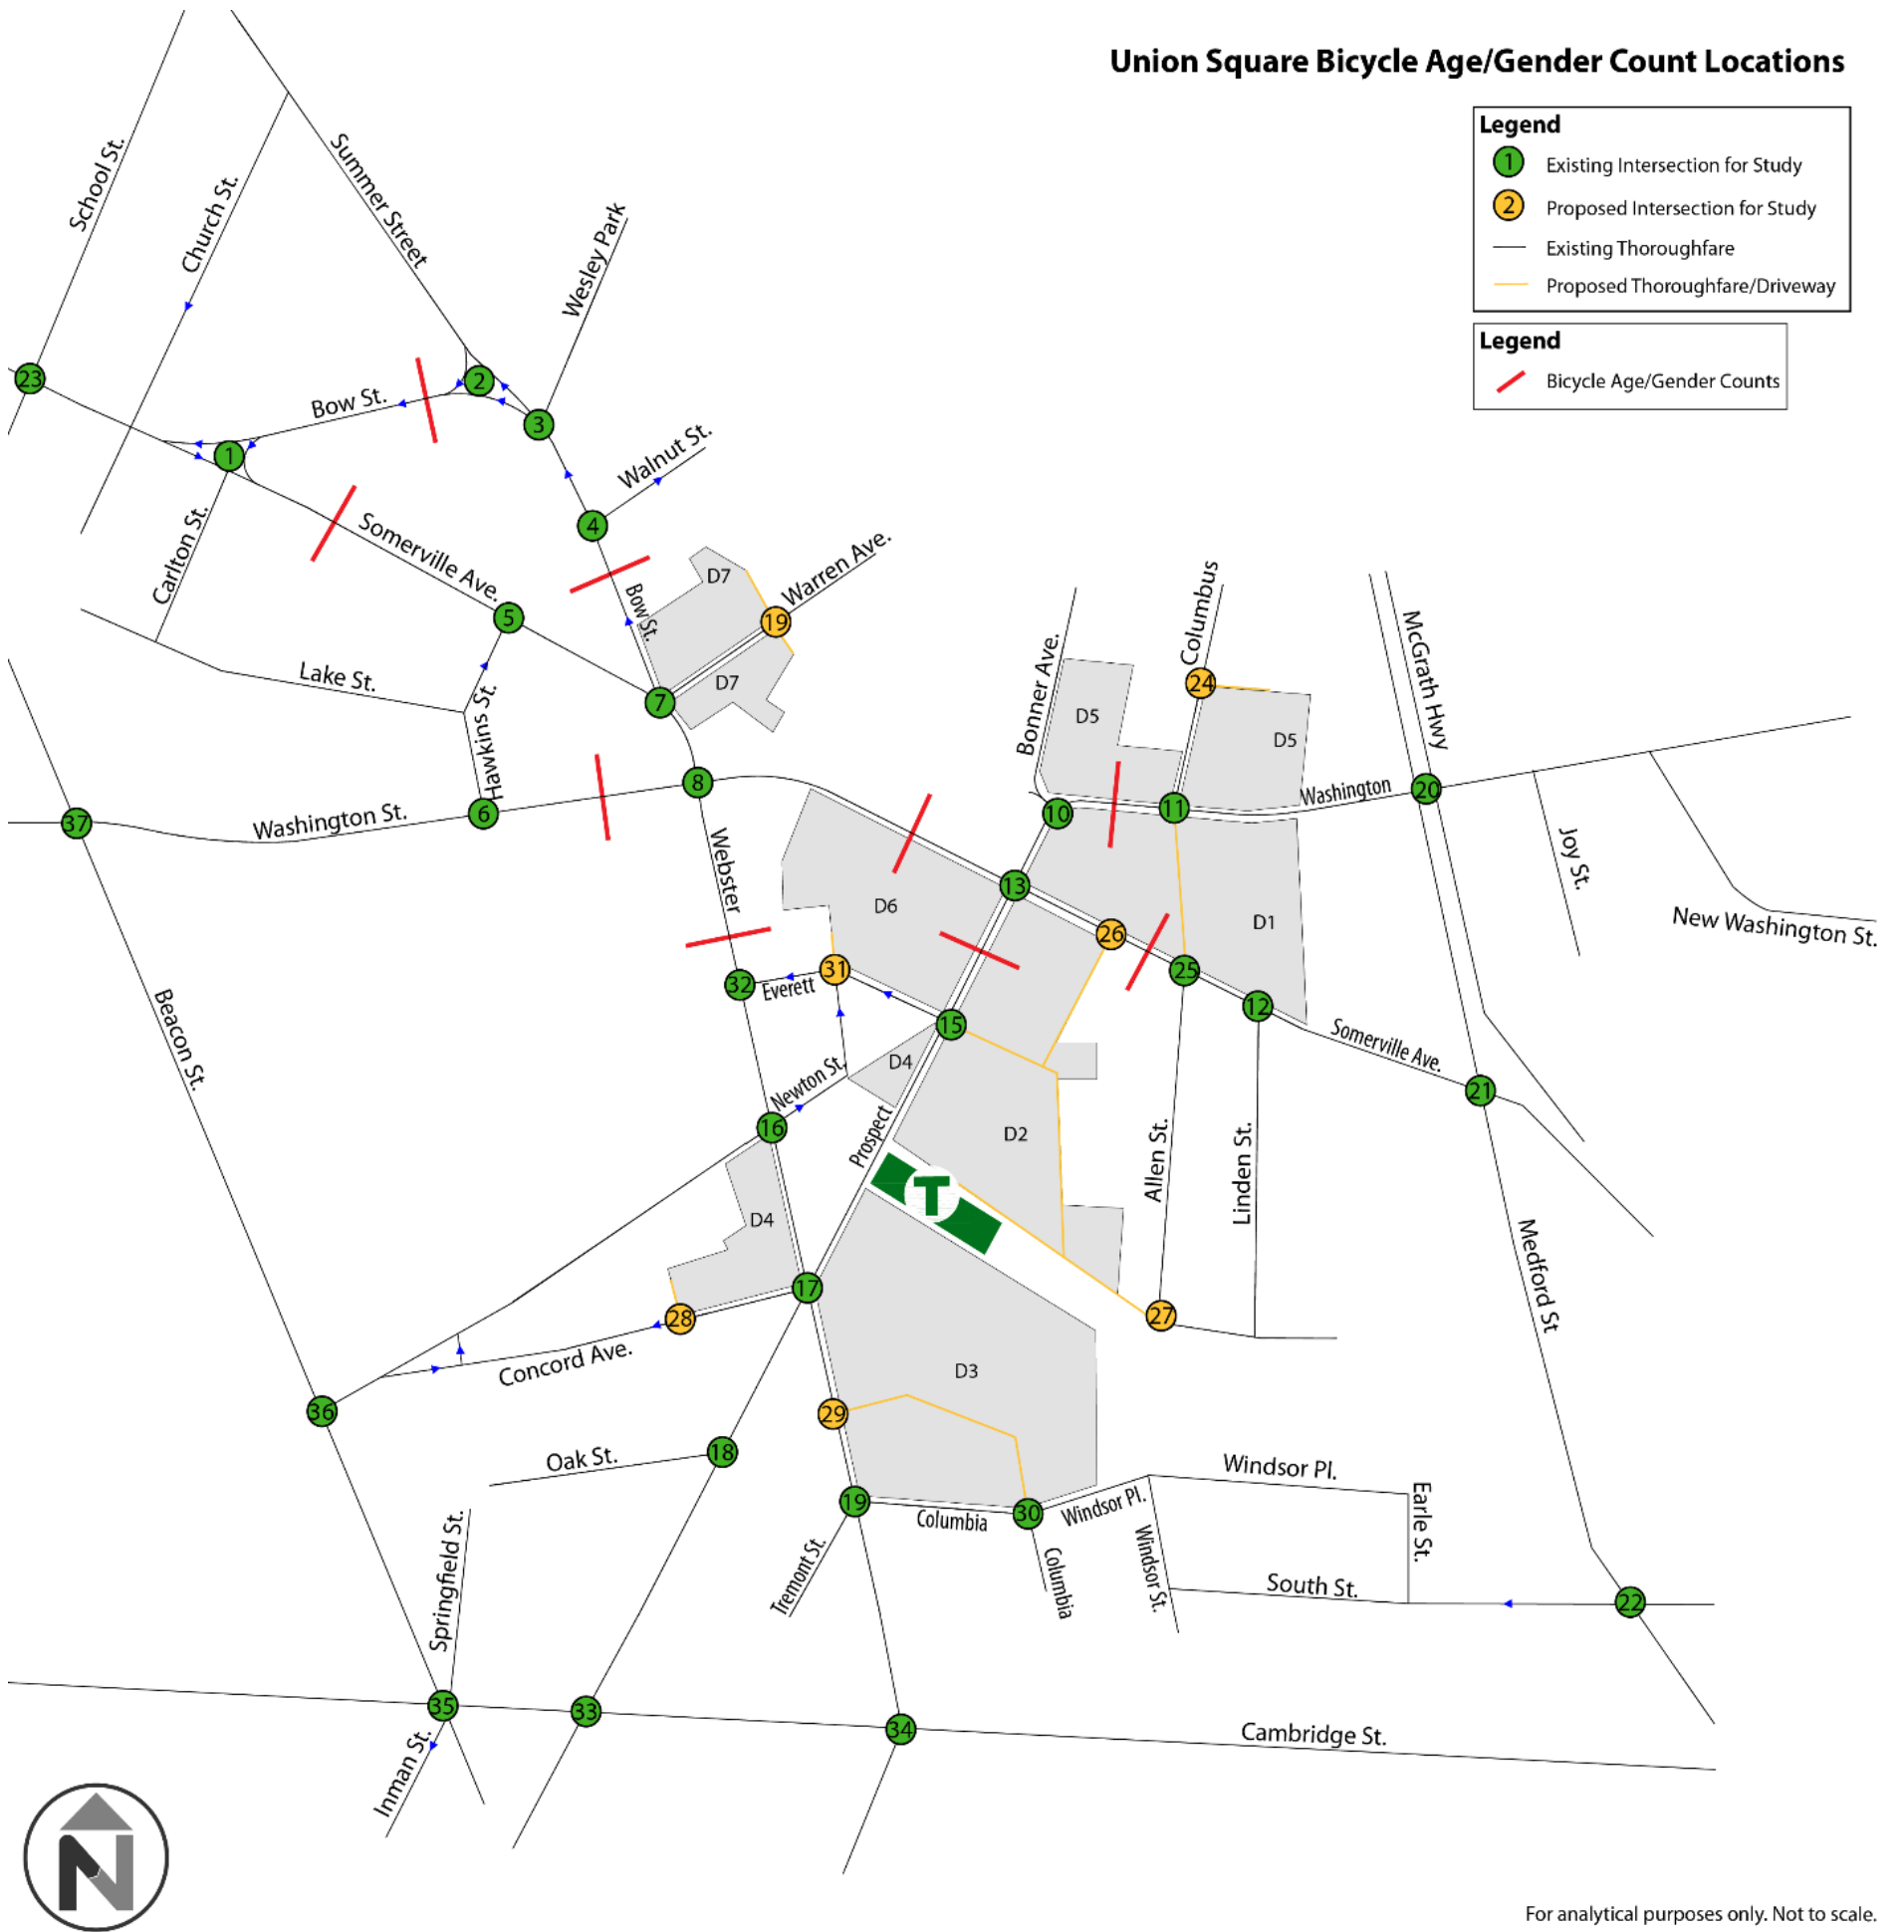 Union Square Bicycle Age/Gender Count Locations
Legend
1 Existing Intersection for Study
2 Proposed Intersection for Study
Existing Thoroughfare
Proposed Thoroughfare/Driveway
Legend
Bicycle Age/Gender Counts
School St.
Church St.
Summer Street
Wesley Park
23
2
Bow St.
3
1
Walnut St.
Carlton St.
Somerville Ave.
4
Bow St.
D7
Warren Ave.
19
5
Lake St.
Hawkins St.
D7
7
Bonner Ave.
Columbus
24
McGrath Hwy
D5
D5
37
Washington St.
6
8
10
11
Washington
20
Joy St.
New Washington St.
Webster
D6
13
26
D1
Beacon St.
32
Everett
31
25
12
15
Somerville Ave.
D4
Newton St.
16
Prospect
D2
21
Allen St.
Linden St.
T
D4
Medford St
17
28
27
Concord Ave.
D3
36
29
Oak St.
18
Windsor Pl.
19
Columbia
30
Windsor Pl.
Earle St.
Springfield St.
Tremont St.
Columbia
Windsor St.
South St.
22
35
33
34
Cambridge St.
Inman St.
N
For analytical purposes only. Not to scale.